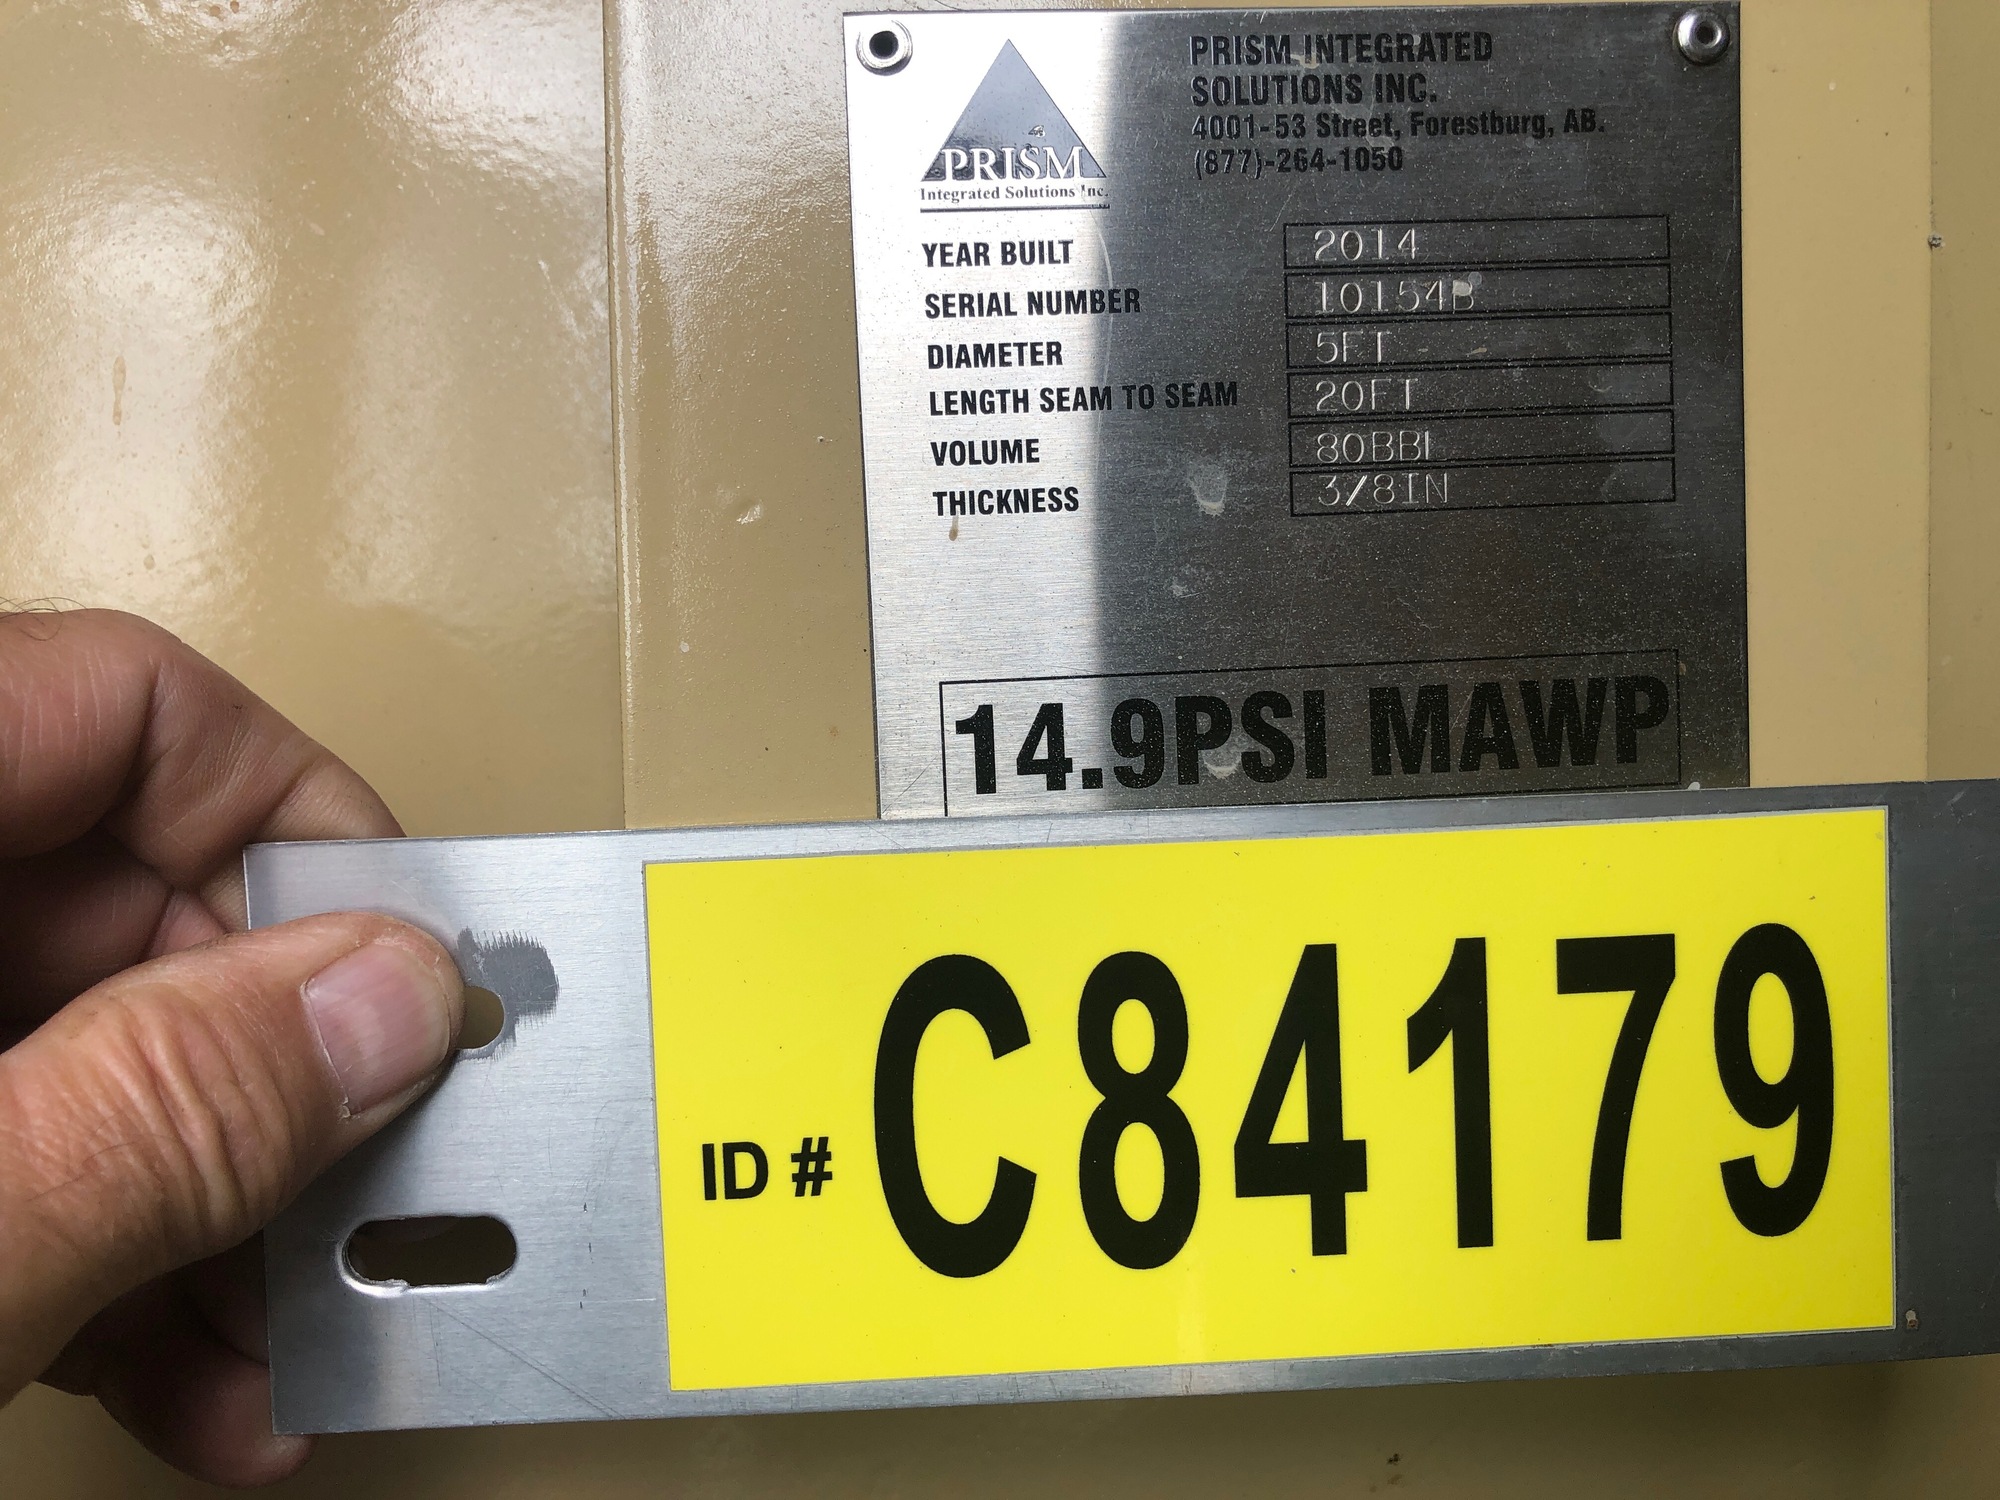 PRISM
Integrated Solutions Inc.
PRISM INTEGRATED
SOLUTIONS INC.
4001-53 Street, Forestburg, AB.
(877)-264-1050
YEAR BUILT 2014
SERIAL NUMBER 10154B
DIAMETER 5FT
LENGTH SEAM TO SEAM 20FT
VOLUME 80BBL
THICKNESS 3/8IN
14.9PSI MAWP
ID # C84179